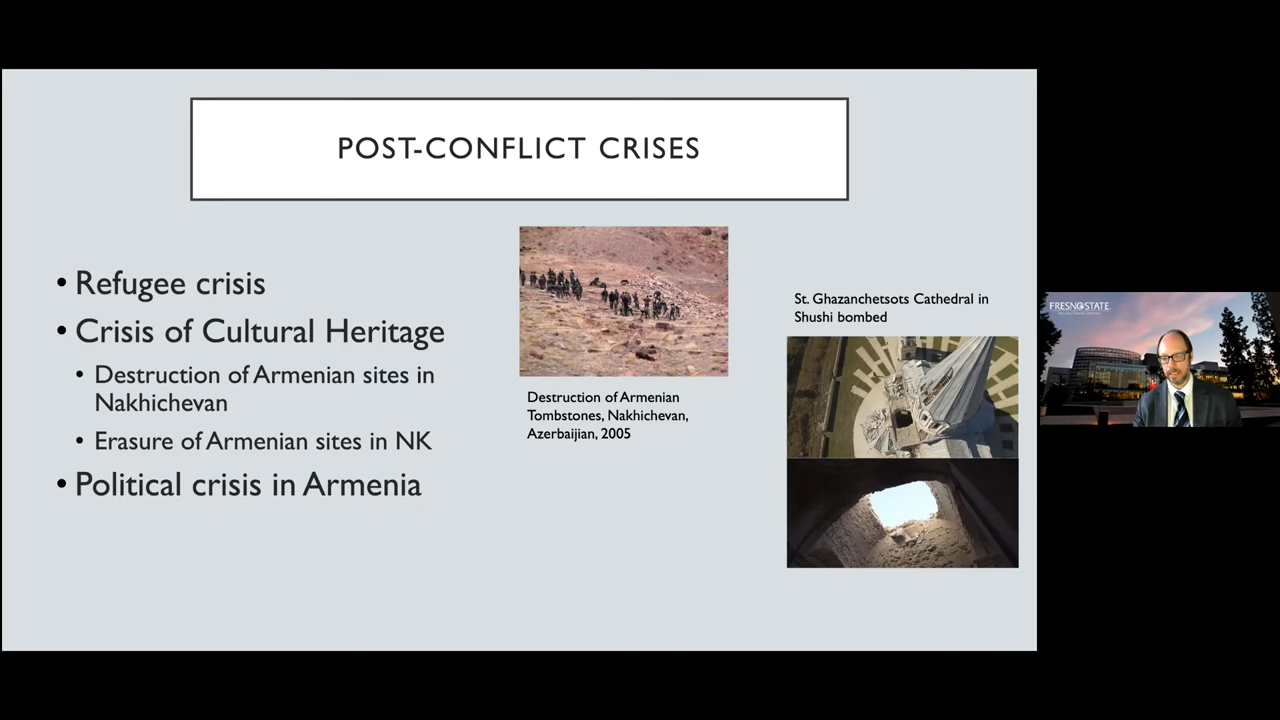 POST-CONFLICT CRISES
• Refugee crisis
• Crisis of Cultural Heritage
• Destruction of Armenian sites in
Nakhichevan
• Erasure of Armenian sites in NK
• Political crisis in Armenia
Destruction of Armenian
Tombstones, Nakhichevan,
Azerbaijian, 2005
St. Ghazanchetsots Cathedral in
Shushi bombed
FRESNO STATE